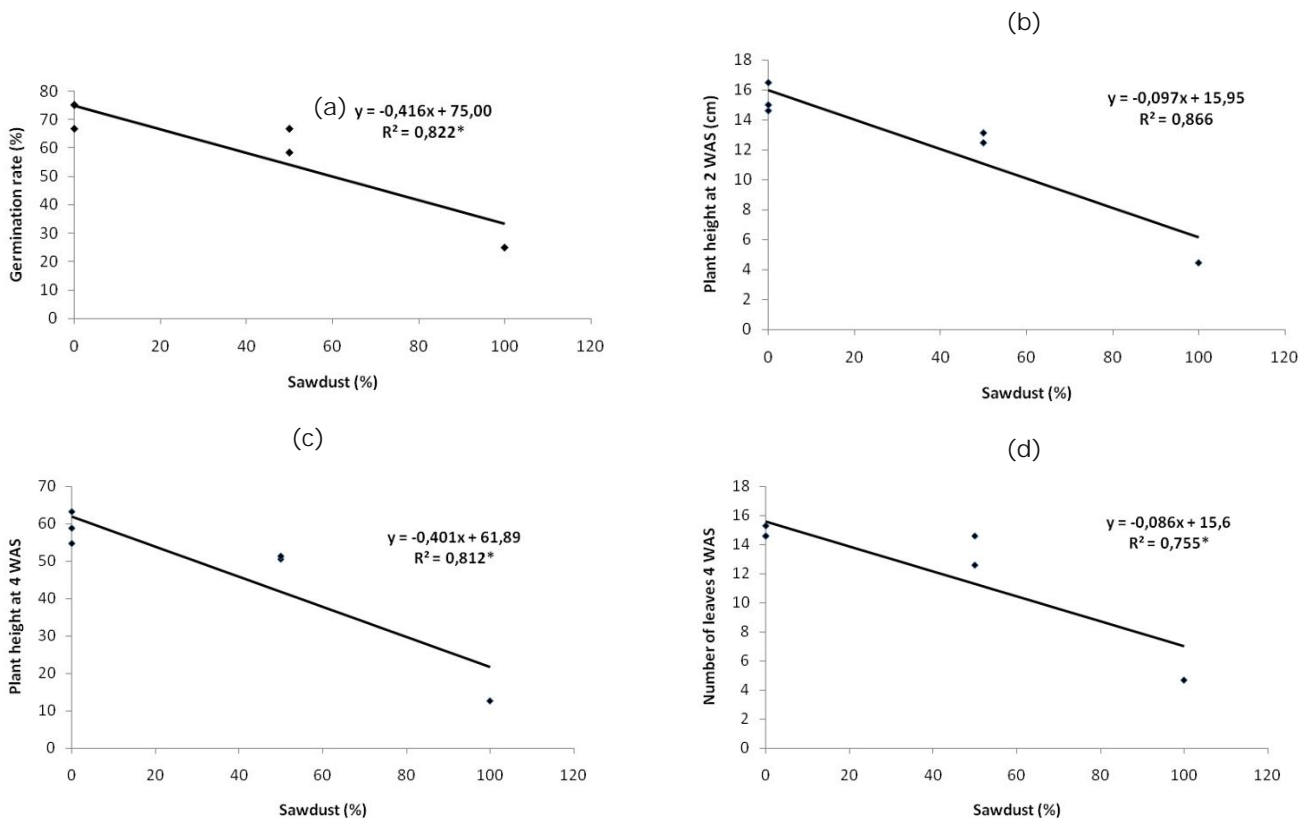 (a)
y = -0,416x + 75,00
R² = 0,822*
Germination rate (%)
80
70
60
50
40
30
20
10
0
0 20 40 60 80 100 120
Sawdust (%)
(b)
y = -0,097x + 15,95
R² = 0,866
Plant height at 2 WAS (cm)
18
16
14
12
10
8
6
4
2
0
0 20 40 60 80 100 120
Sawdust (%)
(c)
y = -0,401x + 61,89
R² = 0,812*
Plant height at 4 WAS
70
60
50
40
30
20
10
0
0 20 40 60 80 100 120
Sawdust (%)
(d)
y = -0,086x + 15,6
R² = 0,755*
Number of leaves 4 WAS
18
16
14
12
10
8
6
4
2
0
0 20 40 60 80 100 120
Sawdust (%)